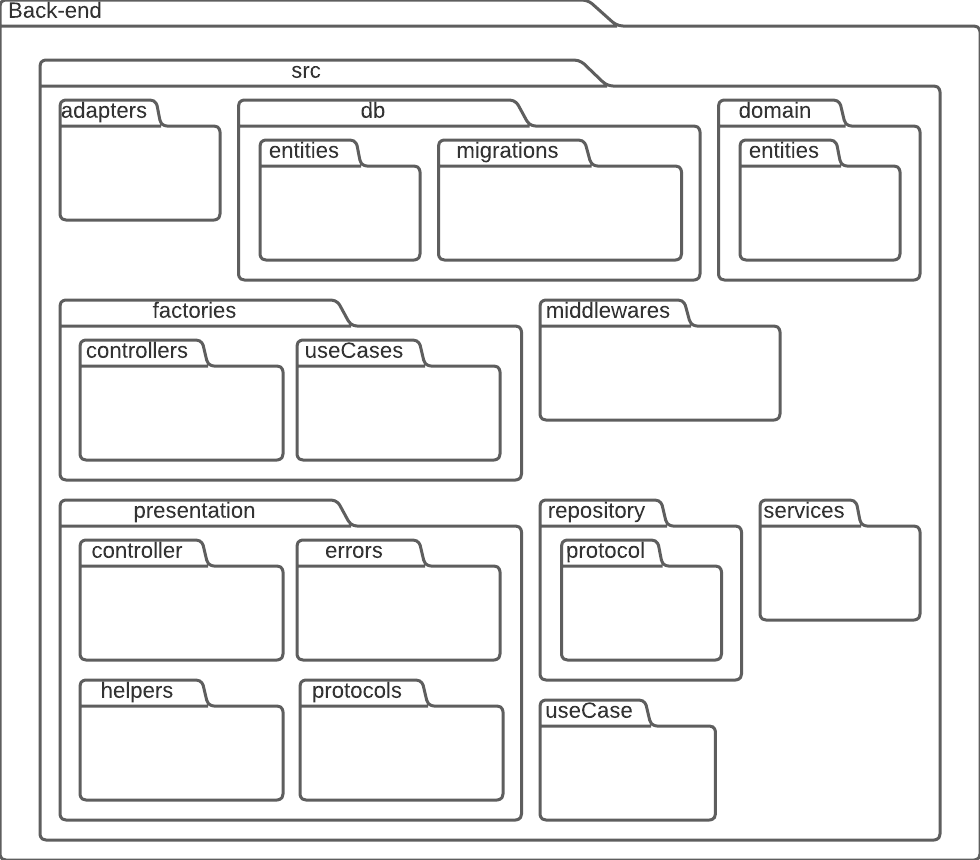 Back-end
src
adapters
db
domain
entities
migrations
entities
factories
middlewares
controllers
useCases
presentation
repository
services
controller
errors
protocol
helpers
protocols
useCase